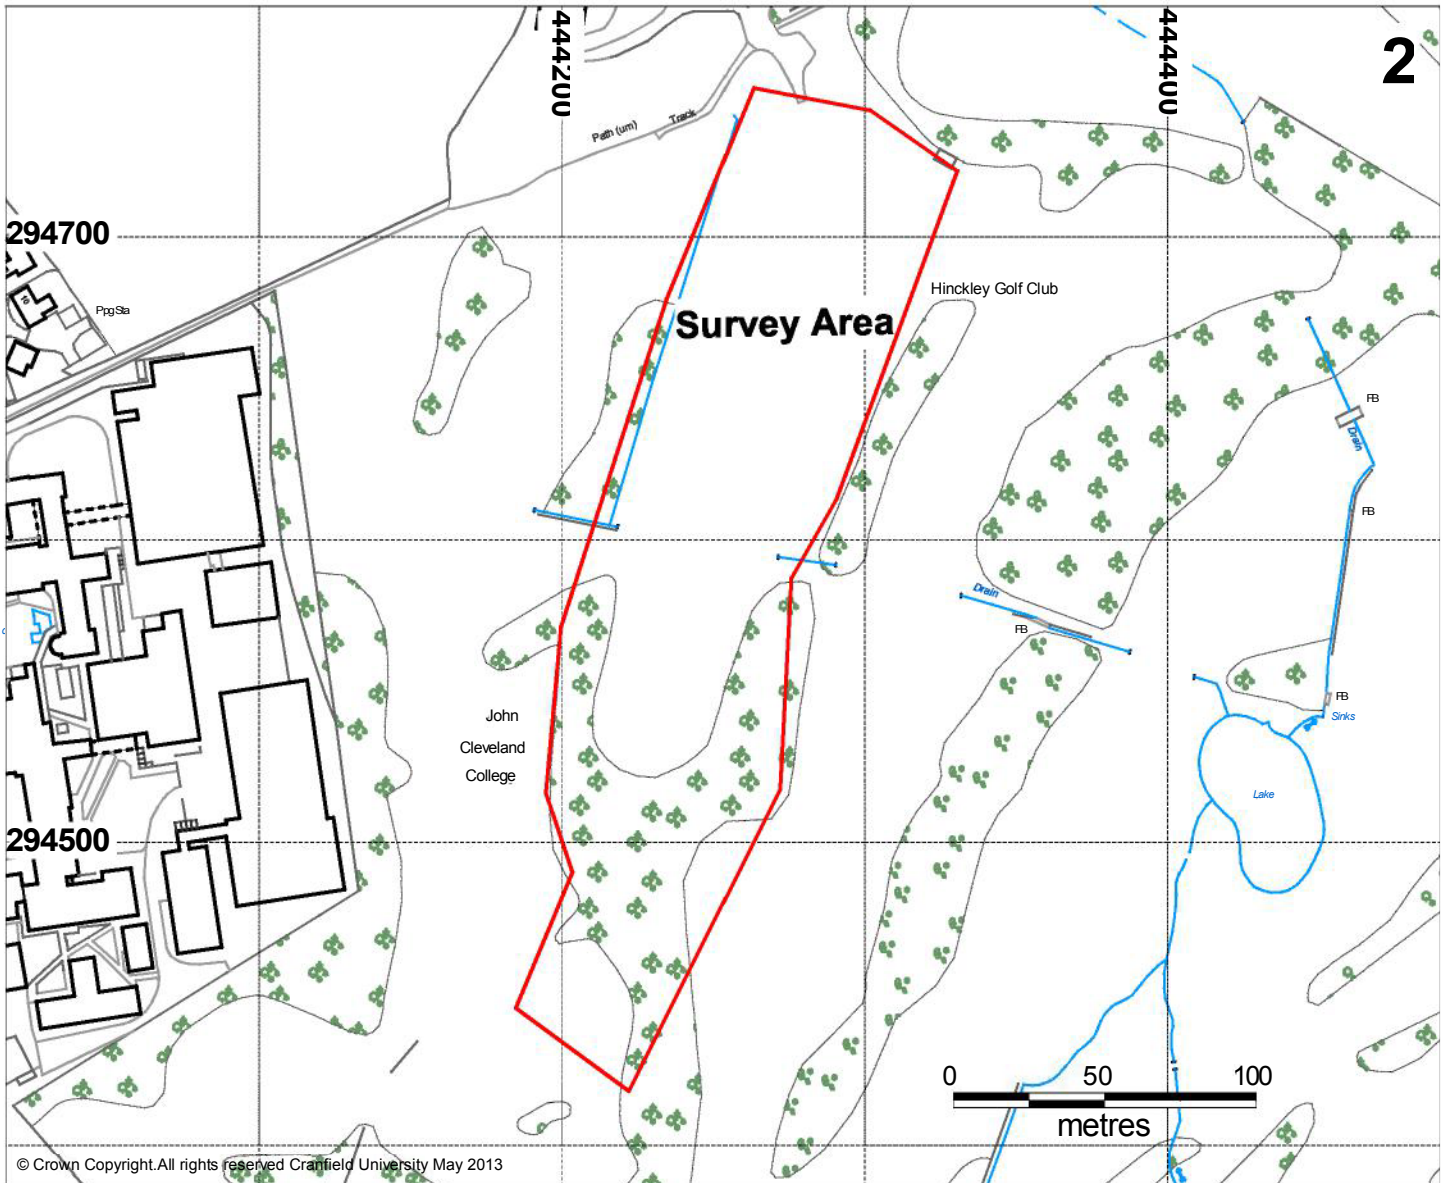 444200
444400
2
Path (um)
Track
294700
Hinckley Golf Club
PpgSta
Survey Area
FB
Drain
FB
Drain
FB
John
Cleveland
College
FB
Sinks
Lake
294500
0 50 100
metres
© Crown Copyright.All rights reserved Cranfield University May 2013